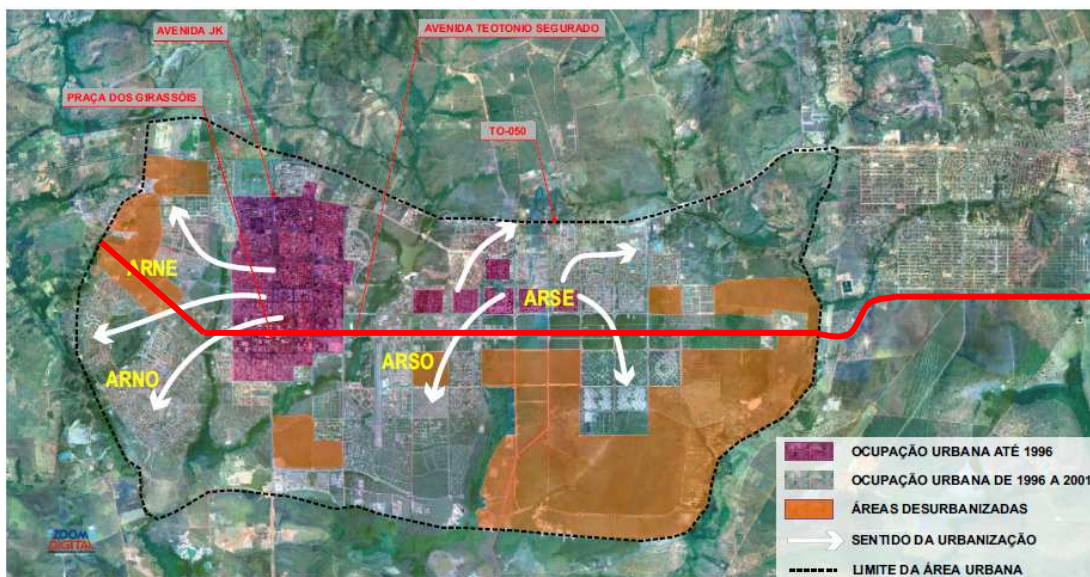 AVENIDA JK
AVENIDA TEOTONIO SEGURADO
PRAÇA DOS GIRASSÓIS
TO-050
ARNE
ARSE
ARSO
ARNO
OCUPAÇÃO URBANA ATÉ 1996
OCUPAÇÃO URBANA DE 1996 A 2001
ÁREAS DESURBANIZADAS
SENTIDO DA URBANIZAÇÃO
LIMITE DA ÁREA URBANA
ZOOM
DIGITAL